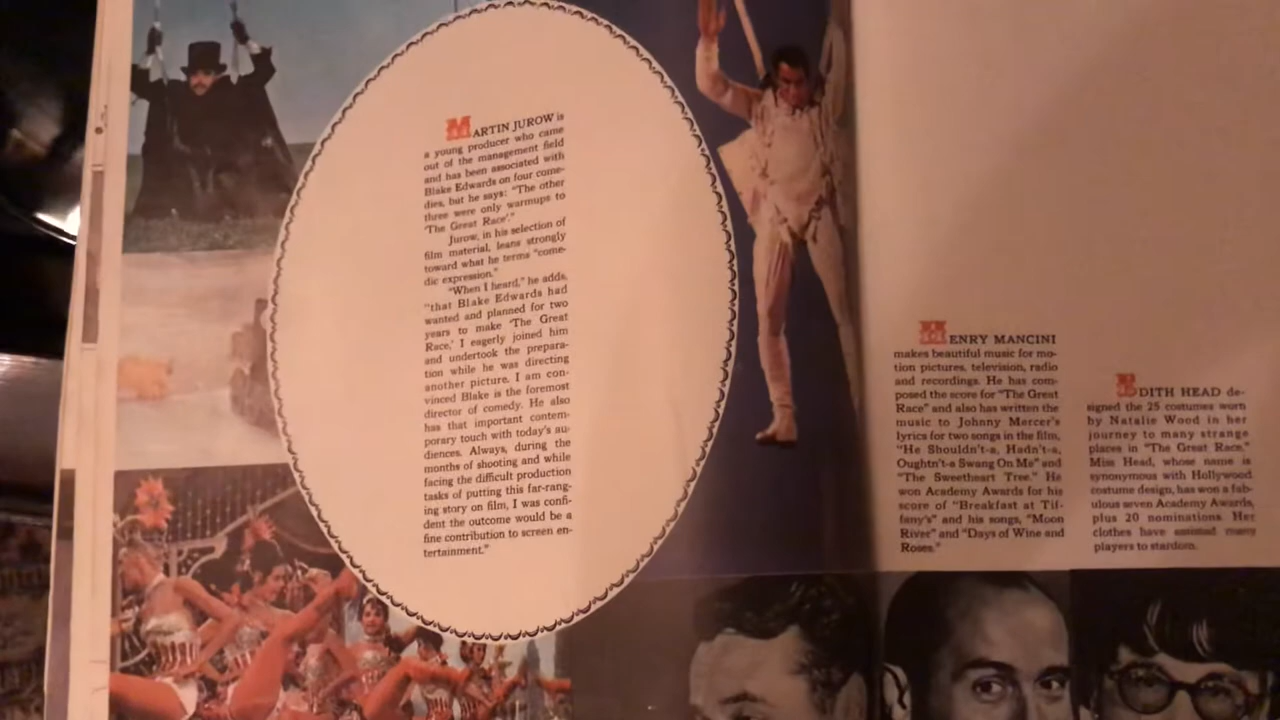 MARTIN JUROW is
a young producer who came
out of the management field
and has been associated with
Blake Edwards on four come-
dies, but he says: "The other
three were only warmups to
'The Great Race'."
Jurow, in his selection of
film material, leans strongly
toward what he terms "come-
dic expression."
"When I heard," he adds,
"that Blake Edwards had
wanted and planned for two
years to make 'The Great
Race,' I eagerly joined him
and undertook the prepara-
tion while he was directing
another picture. I am con-
vinced Blake is the foremost
director of comedy. He also
has that important contem-
porary touch with today's au-
diences. Always, during the
months of shooting and while
facing the difficult production
tasks of putting this far-rang-
ing story on film, I was confi-
dent the outcome would be a
fine contribution to screen en-
tertainment."
HENRY MANCINI
makes beautiful music for mo-
tion pictures, television, radio
and recordings. He has com-
posed the score for "The Great
Race" and also has written the
music to Johnny Mercer's
lyrics for two songs in the film,
"He Shouldn't-a, Hadn't-a,
Oughtn't-a Swang On Me" and
"The Sweetheart Tree." He
won Academy Awards for his
score of "Breakfast at Tif-
fany's" and his songs, "Moon
River" and "Days of Wine and
Roses."
EDITH HEAD de-
signed the 25 costumes worn
by Natalie Wood in her
journey to many strange
places in "The Great Race."
Miss Head, whose name is
synonymous with Hollywood
costume design, has won a fab-
ulous seven Academy Awards,
plus 20 nominations. Her
clothes have assisted many
players to stardom.